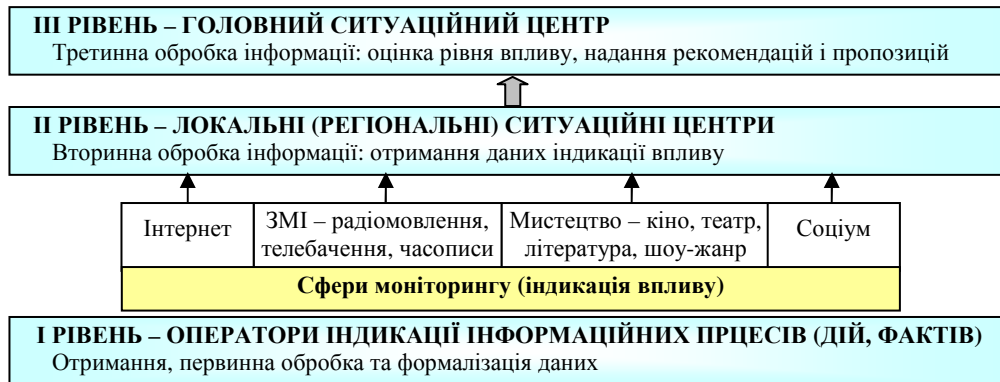 ІІІ РІВЕНЬ – ГОЛОВНИЙ СИТУАЦІЙНИЙ ЦЕНТР
Третинна обробка інформації: оцінка рівня впливу, надання рекомендацій і пропозицій
ІІ РІВЕНЬ – ЛОКАЛЬНІ (РЕГІОНАЛЬНІ) СИТУАЦІЙНІ ЦЕНТРИ
Вторинна обробка інформації: отримання даних індикації впливу
Інтернет
ЗМІ – радіомовлення,
телебачення, часописи
Мистецтво – кіно, театр,
література, шоу-жанр
Соціум
Сфери моніторингу (індикація впливу)
І РІВЕНЬ – ОПЕРАТОРИ ІНДИКАЦІЇ ІНФОРМАЦІЙНИХ ПРЦЕСІВ (ДІЙ, ФАКТІВ)
Отримання, первинна обробка та формалізація даних